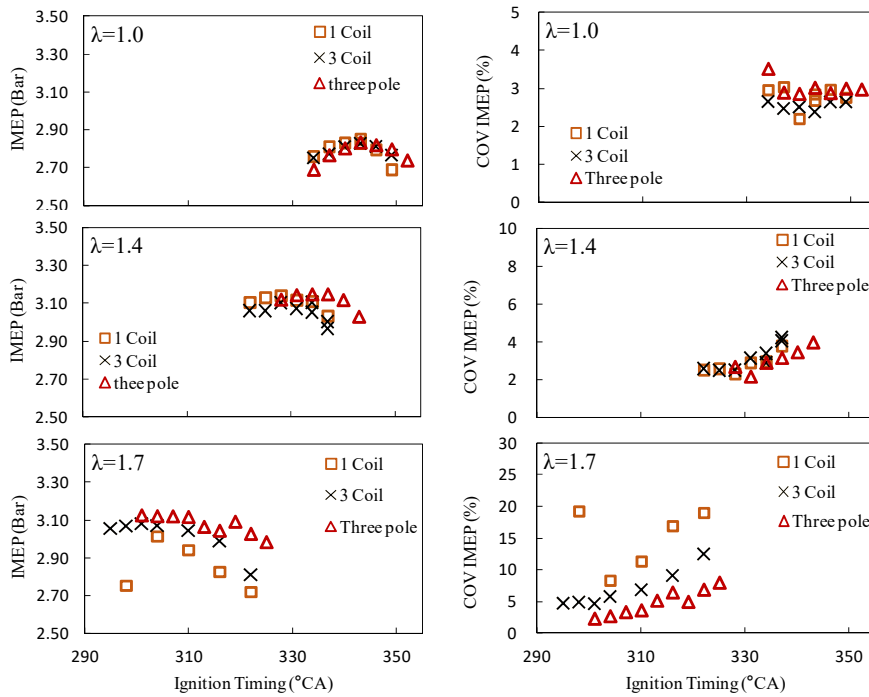 λ=1.0
IMEP (Bar)
3.50
3.30
3.10
2.90
2.70
2.50
1 Coil
3 Coil
three pole
λ=1.0
COV IMEP (%)
5
4
3
2
1
0
1 Coil
3 Coil
Three pole
λ=1.4
IMEP (Bar)
3.50
3.30
3.10
2.90
2.70
2.50
1 Coil
3 Coil
thee pole
λ=1.4
COV IMEP (%)
10
8
6
4
2
0
1 Coil
3 Coil
Three pole
λ=1.7
IMEP (Bar)
3.50
3.30
3.10
2.90
2.70
2.50
1 Coil
3 Coil
Three pole
290 310 330 350
Ignition Timing (°CA)
λ=1.7
COV IMEP (%)
30
25
20
15
10
5
0
1 Coil
3 Coil
Three pole
290 310 330 350
Ignition Timing (°CA)